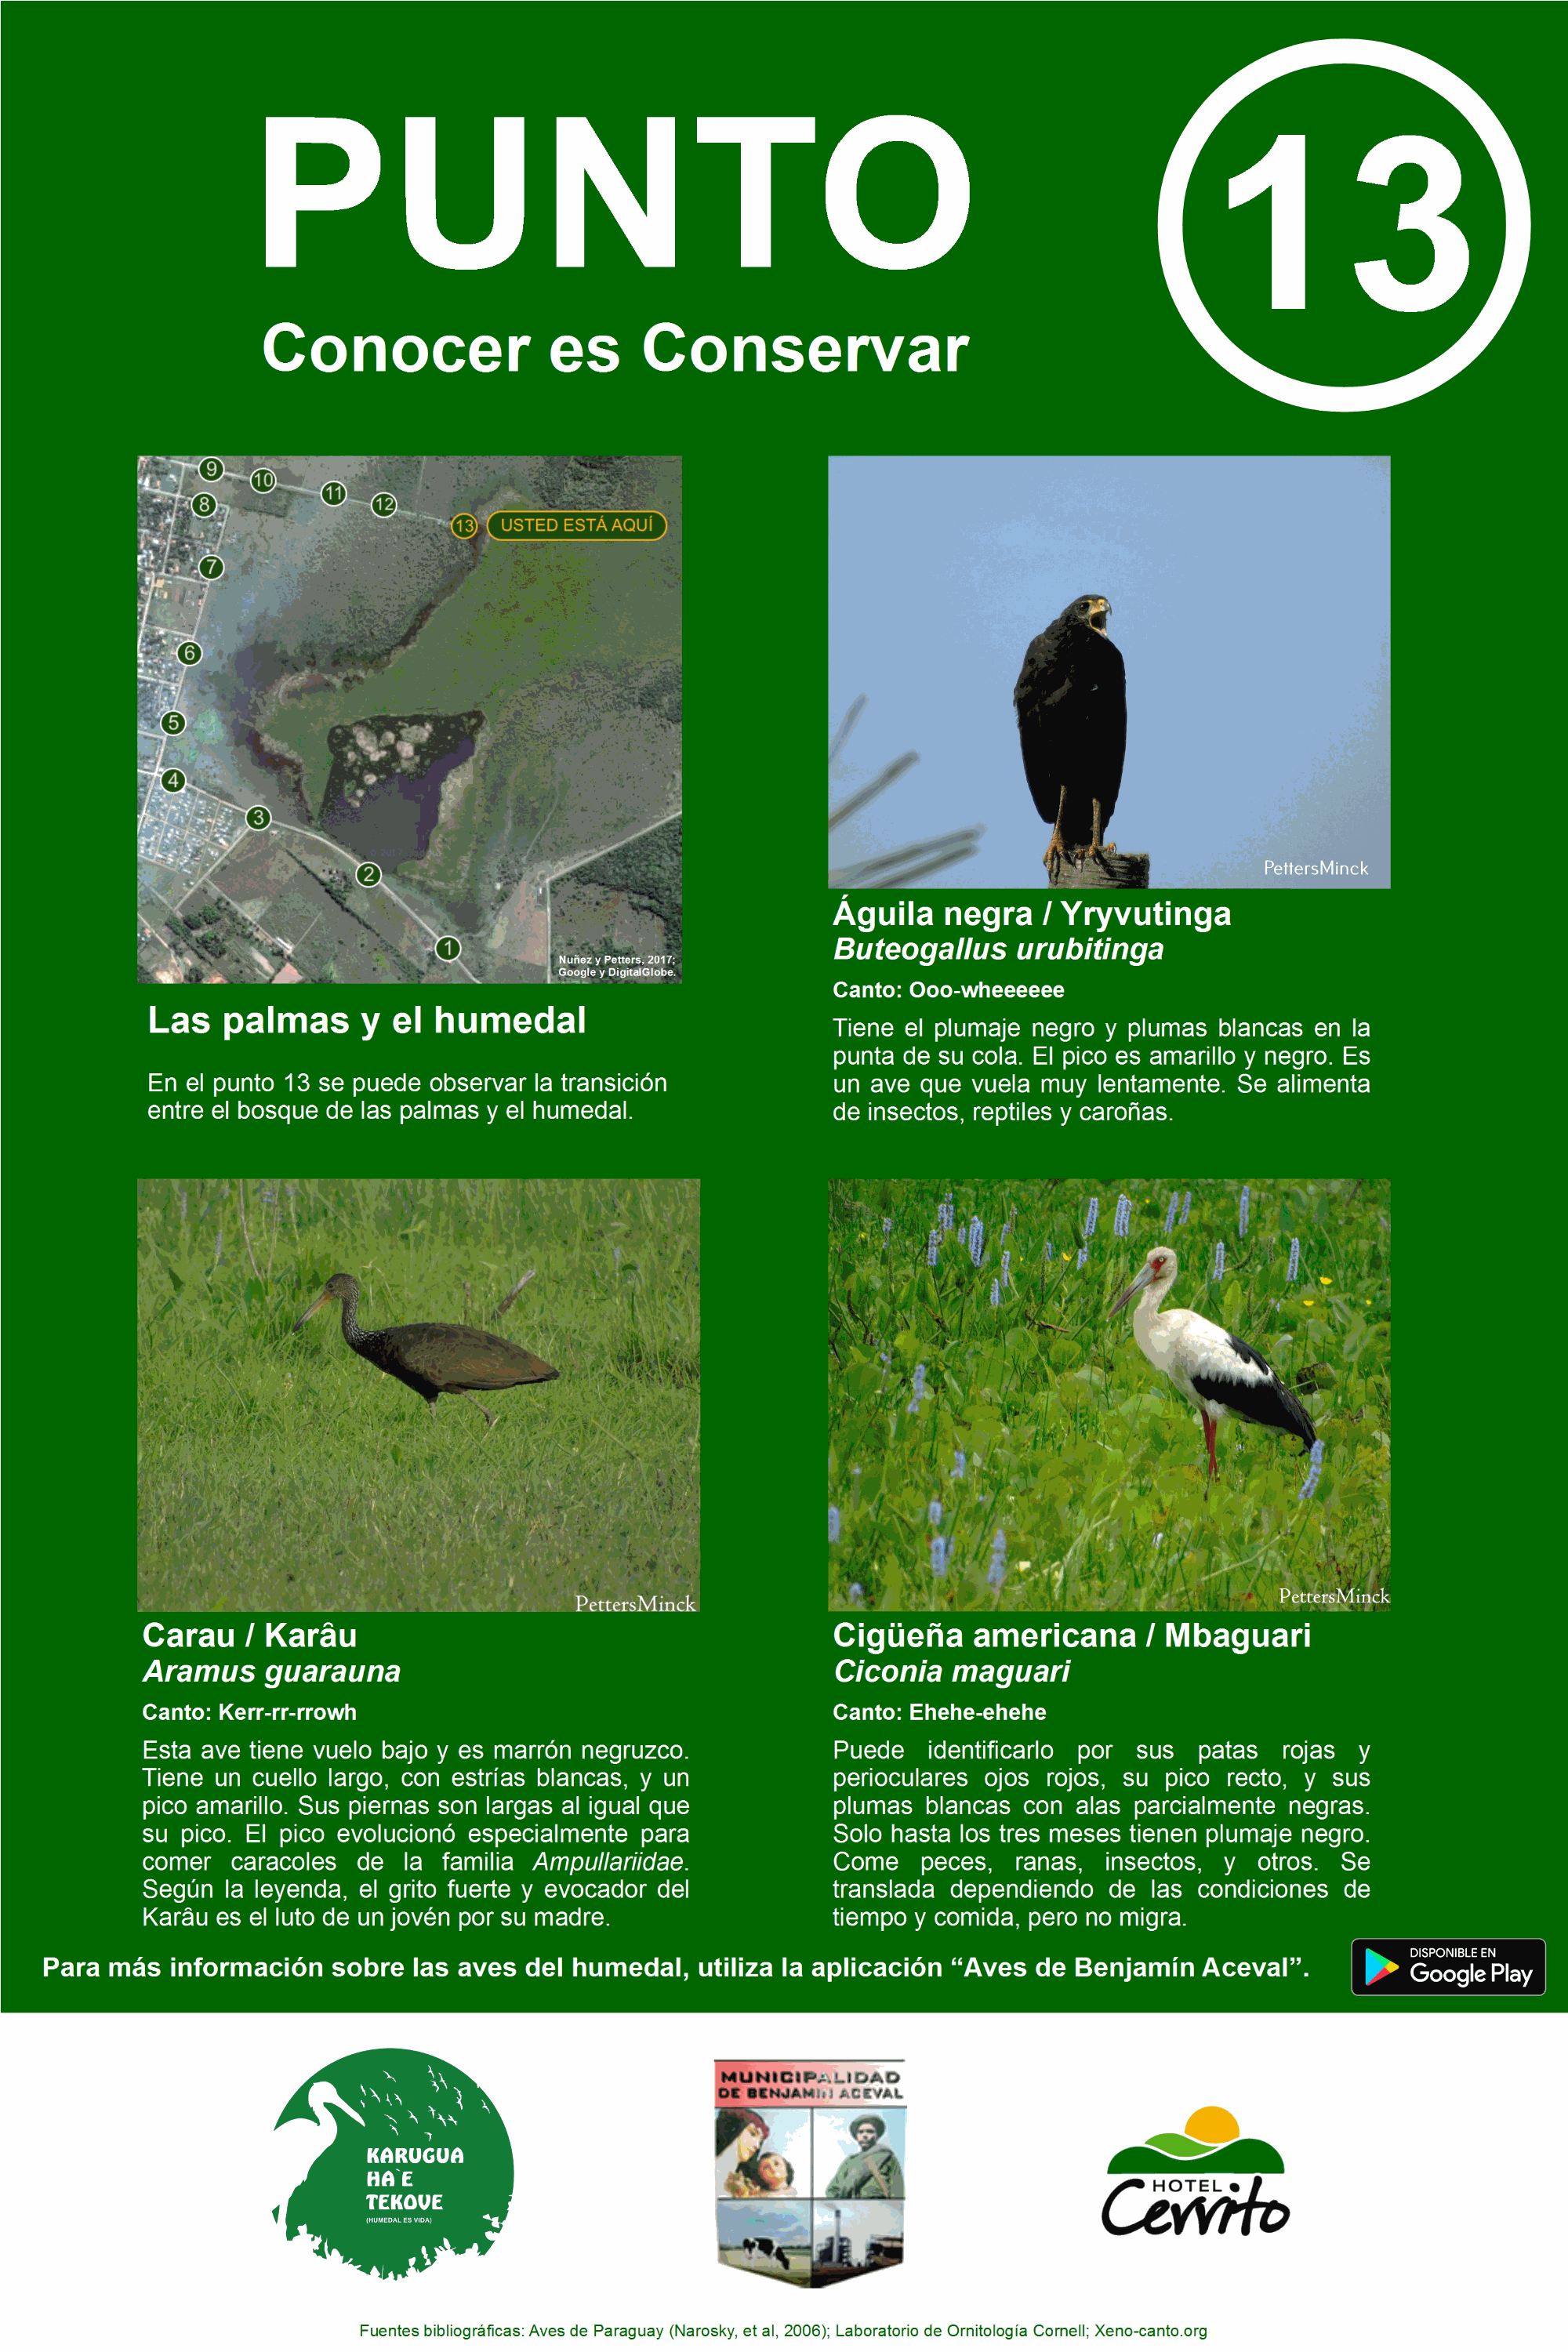 PUNTO
13
Conocer es Conservar
9
10
11
12
13
USTED ESTÁ AQUÍ
8
7
6
5
4
3
2
1
Nuñez y Petters, 2017;
Google y DigitalGlobe.
Las palmas y el humedal
En el punto 13 se puede observar la transición
entre el bosque de las palmas y el humedal.
PettersMinck
Águila negra / Yryvutinga
Buteogallus urubitinga
Canto: Ooo-wheeeeee
Tiene el plumaje negro y plumas blancas en la
punta de su cola. El pico es amarillo y negro. Es
un ave que vuela muy lentamente. Se alimenta
de insectos, reptiles y caroñas.
PettersMinck
Carau / Karâu
Aramus guarauna
Canto: Kerr-rr-rrowh
Esta ave tiene vuelo bajo y es marrón negruzco.
Tiene un cuello largo, con estrías blancas, y un
pico amarillo. Sus piernas son largas al igual que
su pico. El pico evolucionó especialmente para
comer caracoles de la familia Ampullariidae.
Según la leyenda, el grito fuerte y evocador del
Karâu es el luto de un jovén por su madre.
PettersMinck
Cigüeña americana / Mbaguari
Ciconia maguari
Canto: Ehehe-ehehe
Puede identificarlo por sus patas rojas y
perioculares ojos rojos, su pico recto, y sus
plumas blancas con alas parcialmente negras.
Solo hasta los tres meses tienen plumaje negro.
Come peces, ranas, insectos, y otros. Se
translada dependiendo de las condiciones de
tiempo y comida, pero no migra.
Para más información sobre las aves del humedal, utiliza la aplicación “Aves de Benjamín Aceval”.
DISPONIBLE EN
Google Play
KARUGUA
HA`E
TEKOVE
(HUMEDAL ES VIDA)
MUNICIPALIDAD
DE BENJAMIN ACEVAL
HOTEL
Cerrito
Fuentes bibliográficas: Aves de Paraguay (Narosky, et al, 2006); Laboratorio de Ornitología Cornell; Xeno-canto.org